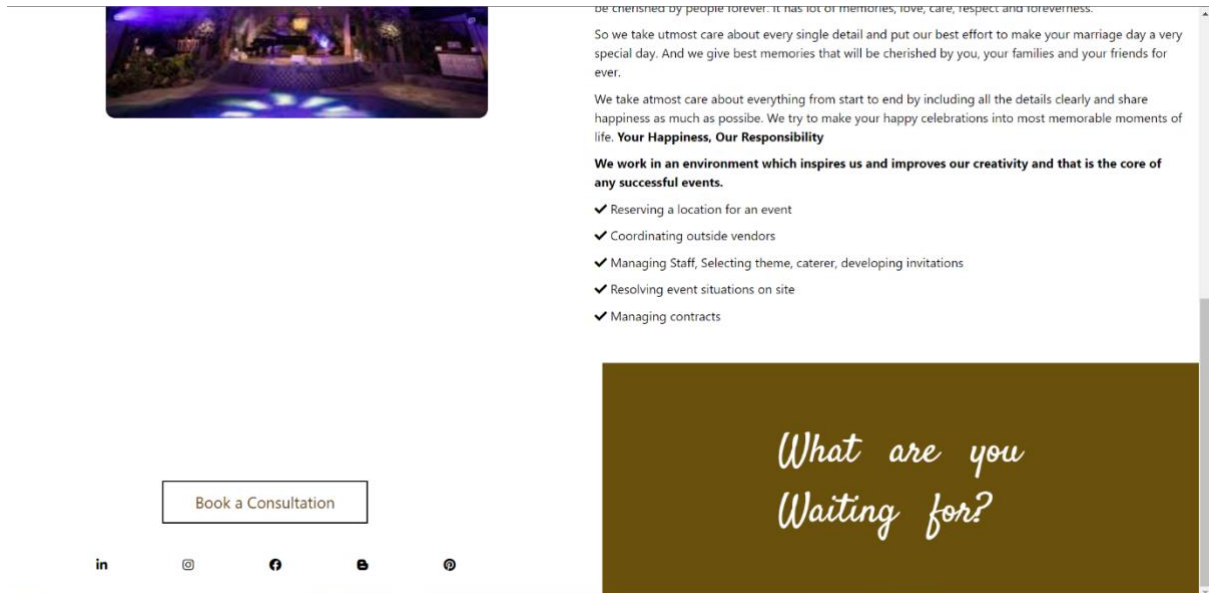 be cherished by people forever. It has lot of memories, love, care, respect and foreverness.
So we take utmost care about every single detail and put our best effort to make your marriage day a very
special day. And we give best memories that will be cherished by you, your families and your friends for
ever.
We take atmost care about everything from start to end by including all the details clearly and share
happiness as much as possibe. We try to make your happy celebrations into most memorable moments of
life. Your Happiness, Our Responsibility
We work in an environment which inspires us and improves our creativity and that is the core of
any successful events.
Reserving a location for an event
Coordinating outside vendors
Managing Staff, Selecting theme, caterer, developing invitations
Resolving event situations on site
Managing contracts
What are you
Waiting for?
Book a Consultation
in